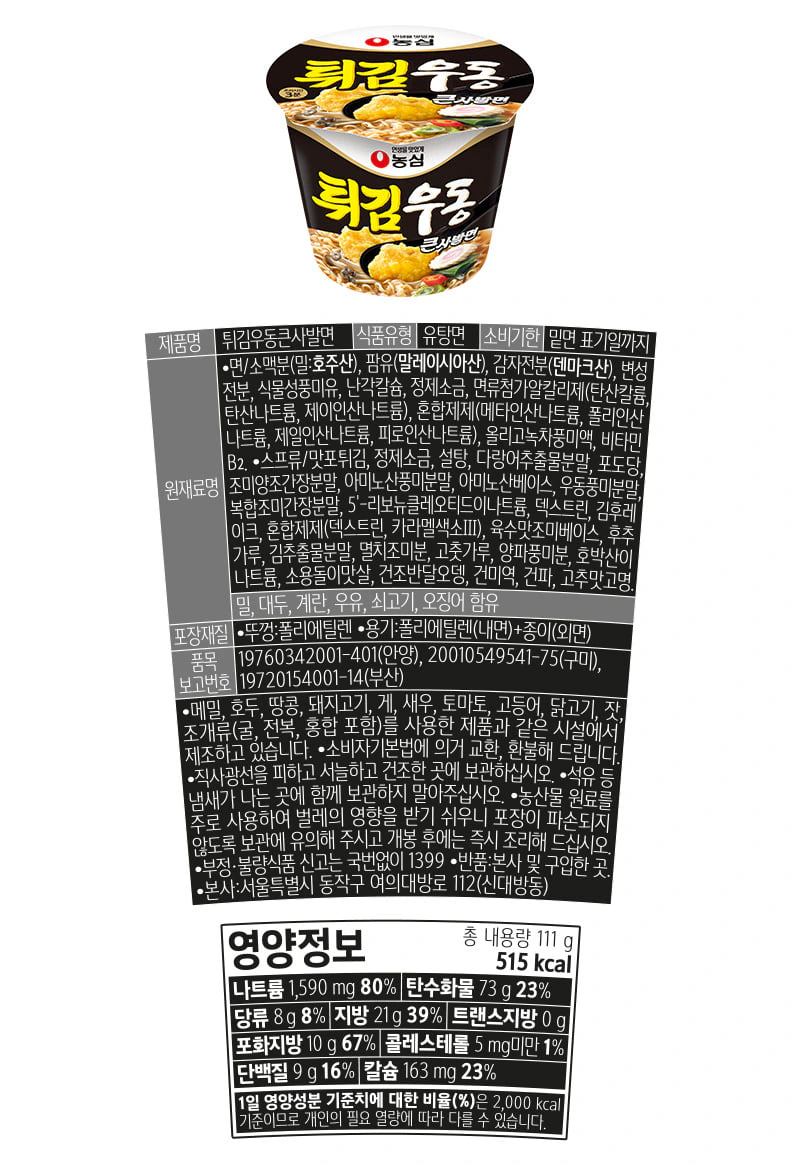 인생을 맛있게
농심
튀김우동
3분
큰사발면
인생을 맛있게
농심
튀김우동
큰사발면
제품명 튀김우동큰사발면 식품유형 유탕면 소비기한 밑면 표기일까지
원재료명
•면/소맥분(밀:호주산), 팜유(말레이시아산), 감자전분(덴마크산), 변성
전분, 식물성풍미유, 난각칼슘, 정제소금, 면류첨가알칼리제(탄산칼륨,
탄산나트륨, 제이인산나트륨), 혼합제제(메타인산나트륨, 폴리인산
나트륨, 제일인산나트륨, 피로인산나트륨), 올리고녹차풍미액, 비타민
B₂. •스프류/맛포튀김, 정제소금, 설탕, 다랑어추출물분말, 포도당,
조미양조간장분말, 아미노산풍미분말, 아미노산베이스, 우동풍미분말,
복합조미간장분말, 5'-리보뉴클레오티드이나트륨, 덱스트린, 김후레
이크, 혼합제제(덱스트린, 카라멜색소III), 육수맛조미베이스, 후추
가루, 김추출물분말, 멸치조미분, 고춧가루, 양파풍미분, 호박산이
나트륨, 소용돌이맛살, 건조반달오뎅, 건미역, 건파, 고추맛고명.
밀, 대두, 계란, 우유, 쇠고기, 오징어 함유
포장재질 •뚜껑:폴리에틸렌 •용기:폴리에틸렌(내면)+종이(외면)
품목
보고번호
19760342001-401(안양), 20010549541-75(구미),
19720154001-14(부산)
•메밀, 호두, 땅콩, 돼지고기, 게, 새우, 토마토, 고등어, 닭고기, 잣,
조개류(굴, 전복, 홍합 포함)를 사용한 제품과 같은 시설에서
제조하고 있습니다. •소비자기본법에 의거 교환, 환불해 드립니다.
•직사광선을 피하고 서늘하고 건조한 곳에 보관하십시오. •석유 등
냄새가 나는 곳에 함께 보관하지 말아주십시오. •농산물 원료를
주로 사용하여 벌레의 영향을 받기 쉬우니 포장이 파손되지
않도록 보관에 유의해 주시고 개봉 후에는 즉시 조리해 드십시오.
•부정·불량식품 신고는 국번없이 1399 •반품:본사 및 구입한 곳.
•본사:서울특별시 동작구 여의대방로 112(신대방동)
영양정보
총 내용량 111 g
515 kcal
나트륨 1,590 mg 80% 탄수화물 73 g 23%
당류 8 g 8% 지방 21 g 39% 트랜스지방 0 g
포화지방 10 g 67% 콜레스테롤 5 mg미만 1%
단백질 9 g 16% 칼슘 163 mg 23%
1일 영양성분 기준치에 대한 비율(%)은 2,000 kcal
기준이므로 개인의 필요 열량에 따라 다를 수 있습니다.